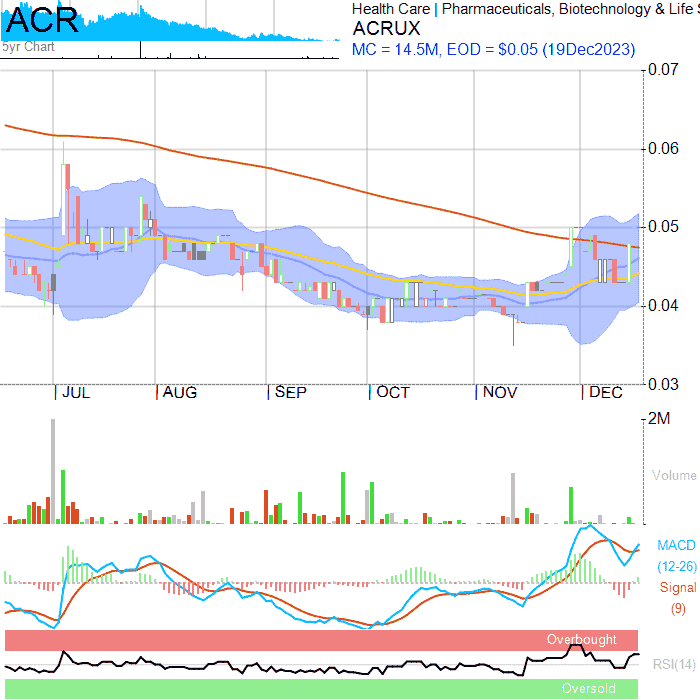 ACR
5yr Chart
Health Care | Pharmaceuticals, Biotechnology & Life S
ACRUX
MC = 14.5M, EOD = $0.05 (19Dec2023)
0.07
0.06
0.05
0.04
0.03
JUL AUG SEP OCT NOV DEC
2M
Volume
MACD
(12-26)
Signal
(9)
Overbought
RSI(14)
Oversold